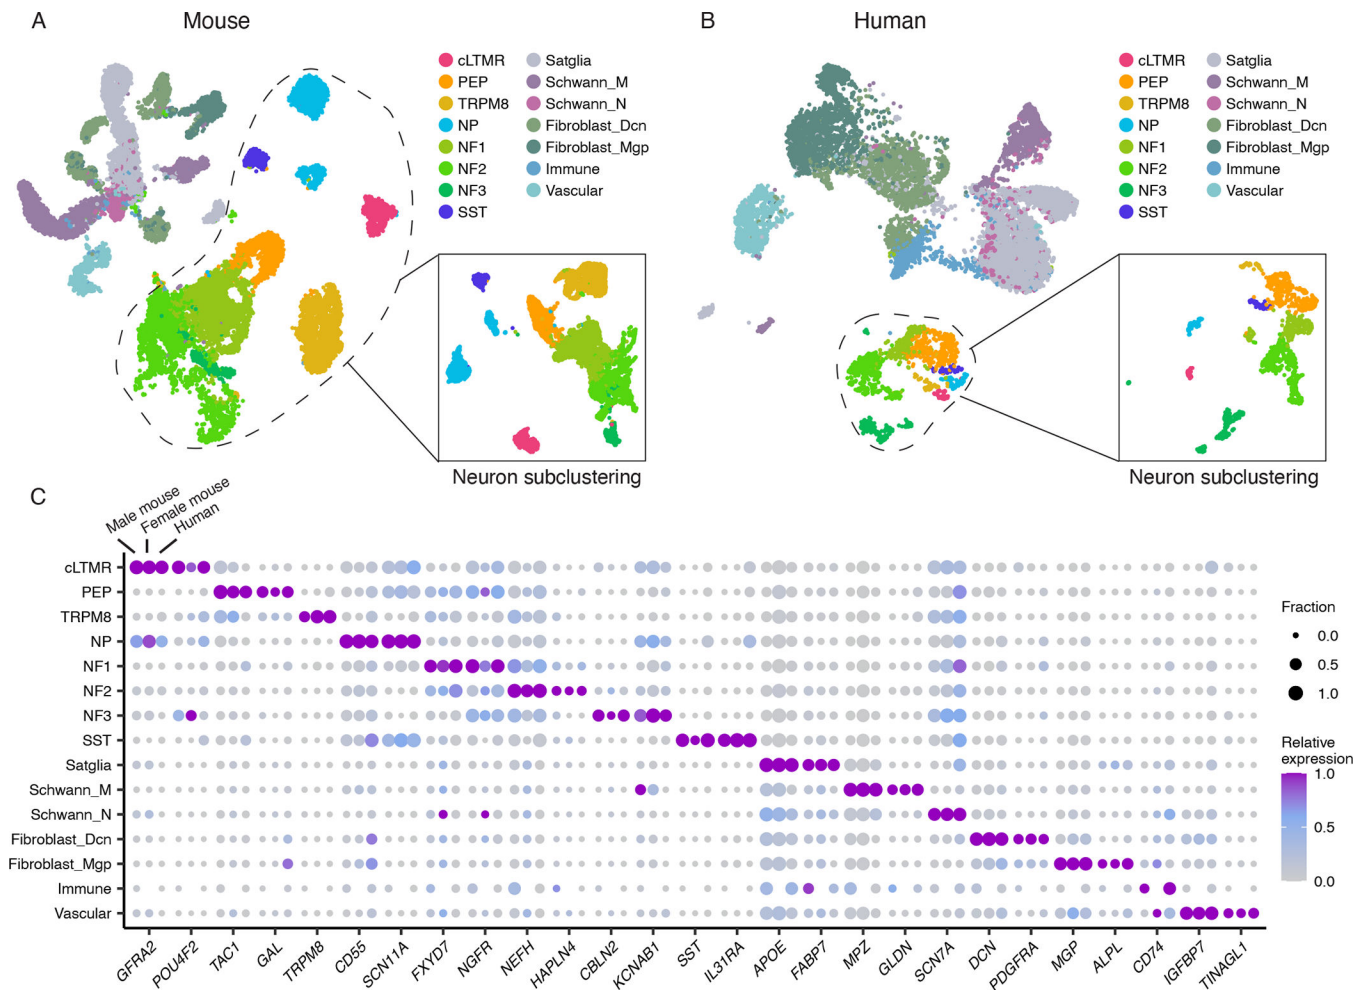 A
Mouse
cLTMR
PEP
TRPM8
NP
NF1
NF2
NF3
SST
Satglia
Schwann_M
Schwann_N
Fibroblast_Dcn
Fibroblast_Mgp
Immune
Vascular
Neuron subclustering
B
Human
cLTMR
PEP
TRPM8
NP
NF1
NF2
NF3
SST
Satglia
Schwann_M
Schwann_N
Fibroblast_Dcn
Fibroblast_Mgp
Immune
Vascular
Neuron subclustering
C
Male mouse
Female mouse
Human
cLTMR
PEP
TRPM8
NP
NF1
NF2
NF3
SST
Satglia
Schwann_M
Schwann_N
Fibroblast_Dcn
Fibroblast_Mgp
Immune
Vascular
GFRA2
POU4F2
TAC1
GAL
TRPM8
CD55
SCN11A
FXYD7
NGFR
NEFH
HAPLN4
CBLN2
KCNAB1
SST
IL31RA
APOE
FABP7
MPZ
GLDN
SCN7A
DCN
PDGFRA
MGP
ALPL
CD74
IGFBP7
TINAGL1
Fraction
0.0
0.5
1.0
Relative
expression
1.0
0.5
0.0